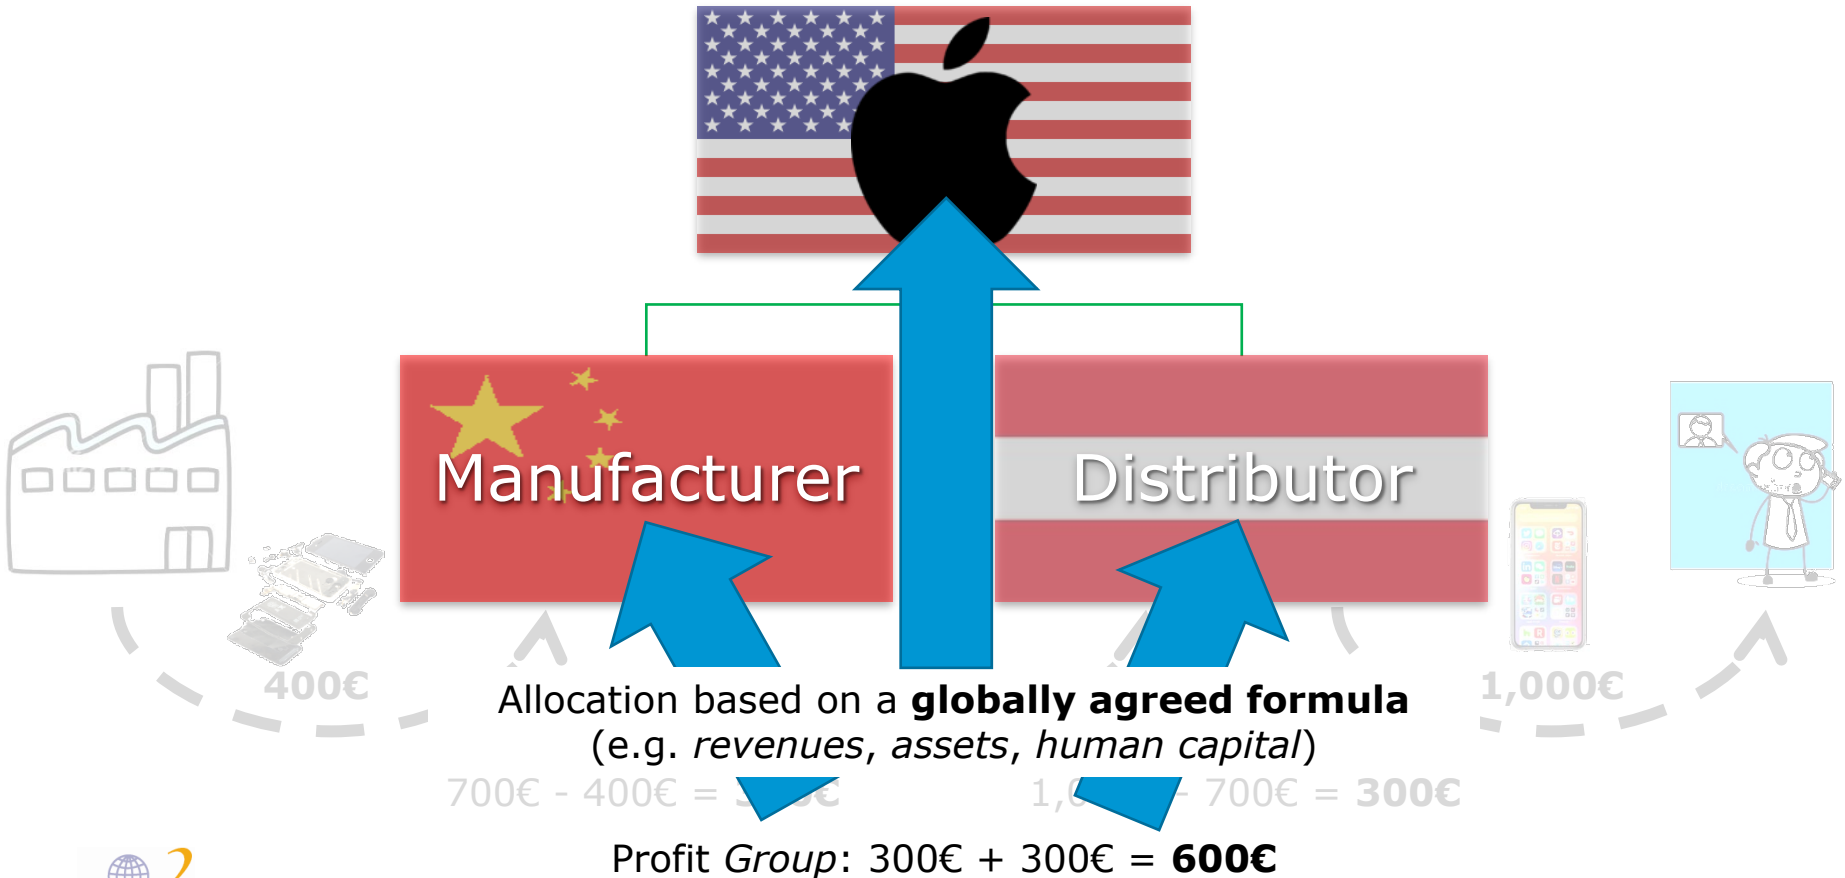 Manufacturer
Distributor
400€
1,000€
Allocation based on a globally agreed formula
(e.g. revenues, assets, human capital)
700€ - 400€ =
700€ = 300€
Profit Group: 300€ + 300€ = 600€